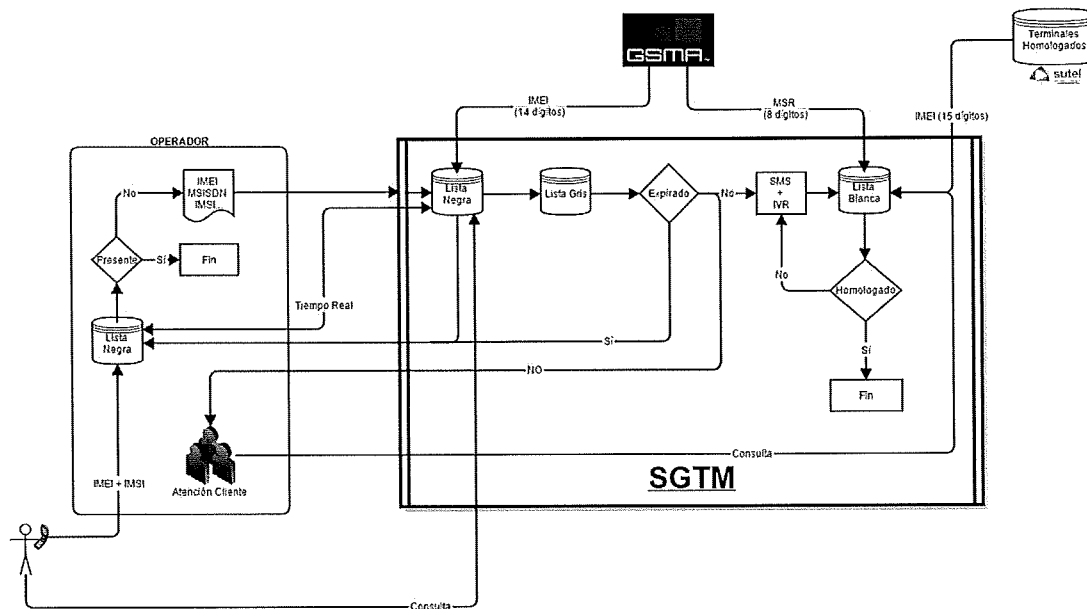 GSMA
Terminales
Homologados
sutel
IMEI
(14 dígitos)
MSR
(8 dígitos)
IMEI (15 dígitos)
OPERADOR
No
IMEI
MSISDN
IMSI...
Presente
Sí
Fin
Lista
Negra
Tiempo Real
IMEI + IMSI
Atención Cliente
Lista
Negra
Lista Gris
Expirado
No
SMS
+
IVR
Lista
Blanca
No
Homologado
Sí
Fin
Sí
NO
Consulta
SGTM
Consulta